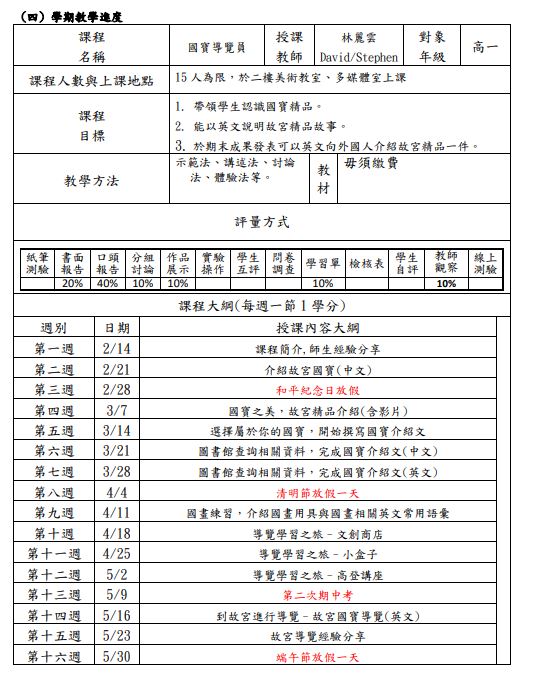 (四) 學期教學進度
課程名稱 國寶導覽員 授課教師 林麗雲 David/Stephen 對象年級 高一
課程人數與上課地點 15人為限，於二樓美術教室、多媒體室上課
課程目標
1. 帶領學生認識國寶精品。
2. 能以英文說明故宮精品故事。
3. 於期末成果發表可以英文向外國人介紹故宮精品一件。
教學方法 示範法、講述法、討論法、體驗法等。 教材 毋須繳費
評量方式
紙筆測驗 書面報告 口頭報告 分組討論 作品展示 實驗操作 學生互評 問卷調查 學習單 檢核表 學生自評 教師觀察 線上測驗
20% 40% 10% 10% 10% 10%
課程大綱(每週一節 1 學分)
週別 日期 授課內容大綱
第一週 2/14 課程簡介,師生經驗分享
第二週 2/21 介紹故宮國寶(中文)
第三週 2/28 和平紀念日放假
第四週 3/7 國寶之美，故宮精品介紹(含影片)
第五週 3/14 選擇屬於你的國寶，開始撰寫國寶介紹文
第六週 3/21 圖書館查詢相關資料，完成國寶介紹文(中文)
第七週 3/28 圖書館查詢相關資料，完成國寶介紹文(英文)
第八週 4/4 清明節放假一天
第九週 4/11 國畫練習，介紹國畫用具與國畫相關英文常用語彙
第十週 4/18 導覽學習之旅-文創商店
第十一週 4/25 導覽學習之旅-小盒子
第十二週 5/2 導覽學習之旅-高登講座
第十三週 5/9 第二次期中考
第十四週 5/16 到故宮進行導覽-故宮國寶導覽(英文)
第十五週 5/23 故宮導覽經驗分享
第十六週 5/30 端午節放假一天